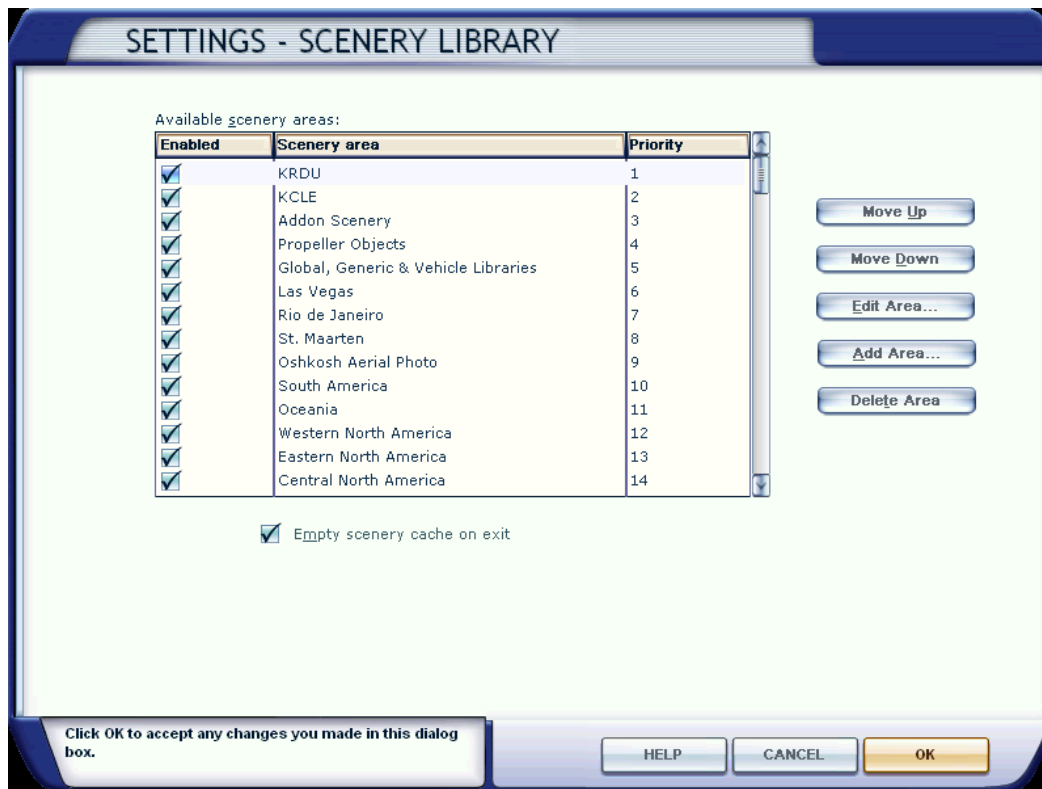 SETTINGS - SCENERY LIBRARY
Available scenery areas:
Enabled Scenery area Priority
KRDU 1
KCLE 2
Addon Scenery 3
Propeller Objects 4
Global, Generic & Vehicle Libraries 5
Las Vegas 6
Rio de Janeiro 7
St. Maarten 8
Oshkosh Aerial Photo 9
South America 10
Oceania 11
Western North America 12
Eastern North America 13
Central North America 14
Move Up
Move Down
Edit Area...
Add Area...
Delete Area
Empty scenery cache on exit
Click OK to accept any changes you made in this dialog
box.
HELP CANCEL OK